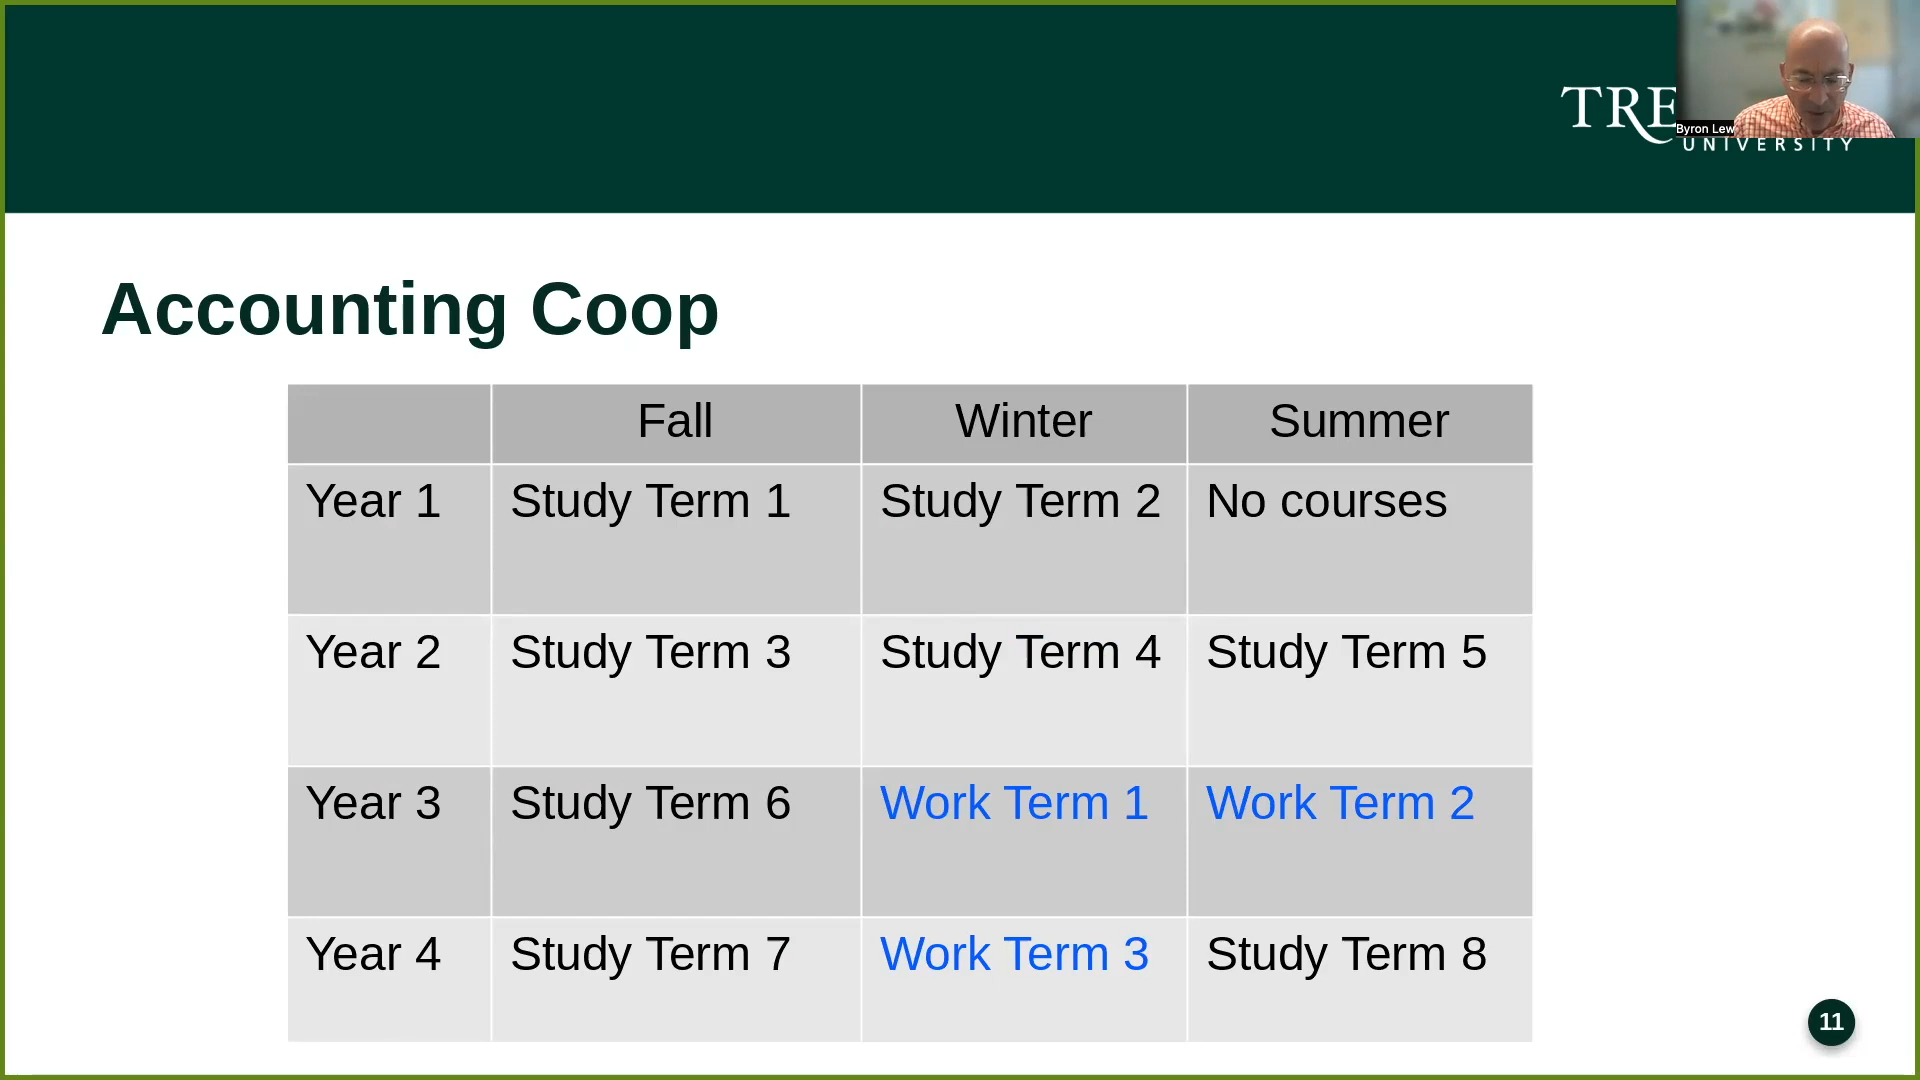 TRE
Byron Lew
UNIVERSITY
Accounting Coop
Fall Winter Summer
Year 1 Study Term 1 Study Term 2 No courses
Year 2 Study Term 3 Study Term 4 Study Term 5
Year 3 Study Term 6 Work Term 1 Work Term 2
Year 4 Study Term 7 Work Term 3 Study Term 8
11